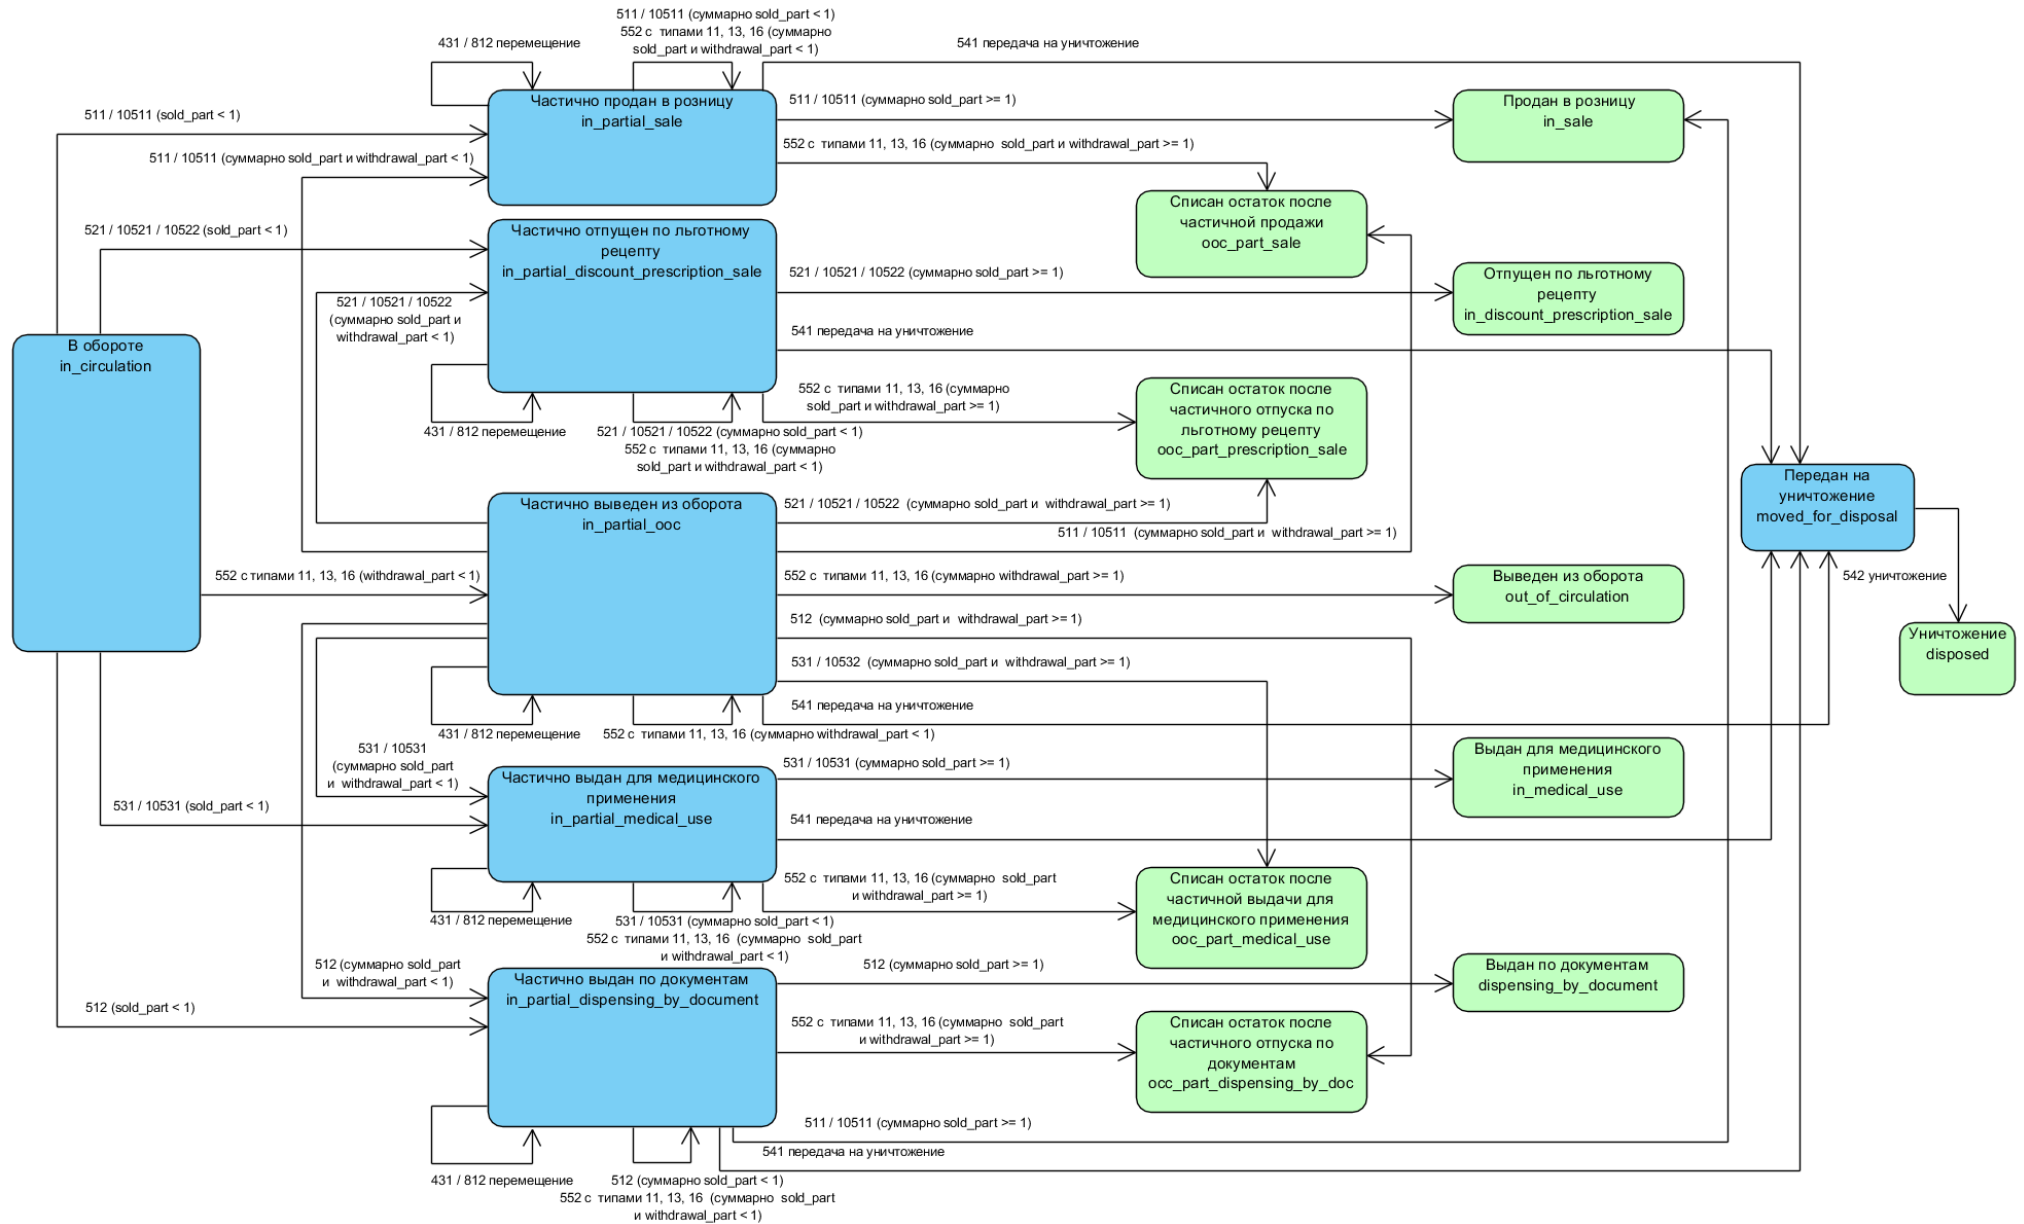 511 / 10511 (суммарно sold_part < 1)
552 с типами 11, 13, 16 (суммарно
sold_part и withdrawal_part < 1)
431 / 812 перемещение
541 передача на уничтожение
Частично продан в розницу
in_partial_sale
511 / 10511 (sold_part < 1)
511 / 10511 (суммарно sold_part и withdrawal_part < 1)
511 / 10511 (суммарно sold_part >= 1)
Продан в розницу
in_sale
552 с типами 11, 13, 16 (суммарно sold_part и withdrawal_part >= 1)
Списан остаток после
частичной продажи
ooc_part_sale
521 / 10521 / 10522 (sold_part < 1)
Частично отпущен по льготному
рецепту
in_partial_discount_prescription_sale
521 / 10521 / 10522 (суммарно sold_part >= 1)
Отпущен по льготному
рецепту
in_discount_prescription_sale
521 / 10521 / 10522
(суммарно sold_part и
withdrawal_part < 1)
541 передача на уничтожение
В обороте
in_circulation
552 с типами 11, 13, 16 (суммарно
sold_part и withdrawal_part >= 1)
Списан остаток после
частичного отпуска по
льготному рецепту
ooc_part_prescription_sale
431 / 812 перемещение
521 / 10521 / 10522 (суммарно sold_part < 1)
552 с типами 11, 13, 16 (суммарно
sold_part и withdrawal_part < 1)
Передан на
уничтожение
moved_for_disposal
Частично выведен из оборота
in_partial_ooc
521 / 10521 / 10522 (суммарно sold_part и withdrawal_part >= 1)
511 / 10511 (суммарно sold_part и withdrawal_part >= 1)
552 с типами 11, 13, 16 (withdrawal_part < 1)
552 с типами 11, 13, 16 (суммарно withdrawal_part >= 1)
Выведен из оборота
out_of_circulation
542 уничтожение
512 (суммарно sold_part и withdrawal_part >= 1)
Уничтожение
disposed
531 / 10532 (суммарно sold_part и withdrawal_part >= 1)
541 передача на уничтожение
431 / 812 перемещение
552 с типами 11, 13, 16 (суммарно withdrawal_part < 1)
531 / 10531
(суммарно sold_part
и withdrawal_part < 1)
Частично выдан для медицинского
применения
in_partial_medical_use
531 / 10531 (суммарно sold_part >= 1)
Выдан для медицинского
применения
in_medical_use
531 / 10531 (sold_part < 1)
541 передача на уничтожение
552 с типами 11, 13, 16 (суммарно sold_part
и withdrawal_part >= 1)
Списан остаток после
частичной выдачи для
медицинского применения
ooc_part_medical_use
431 / 812 перемещение
531 / 10531 (суммарно sold_part < 1)
552 с типами 11, 13, 16 (суммарно sold_part
и withdrawal_part < 1)
512 (суммарно sold_part
и withdrawal_part < 1)
Частично выдан по документам
in_partial_dispensing_by_document
512 (суммарно sold_part >= 1)
Выдан по документам
dispensing_by_document
512 (sold_part < 1)
552 с типами 11, 13, 16 (суммарно sold_part
и withdrawal_part >= 1)
Списан остаток после
частичного отпуска по
документам
occ_part_dispensing_by_doc
511 / 10511 (суммарно sold_part >= 1)
541 передача на уничтожение
431 / 812 перемещение
512 (суммарно sold_part < 1)
552 с типами 11, 13, 16 (суммарно sold_part
и withdrawal_part < 1)